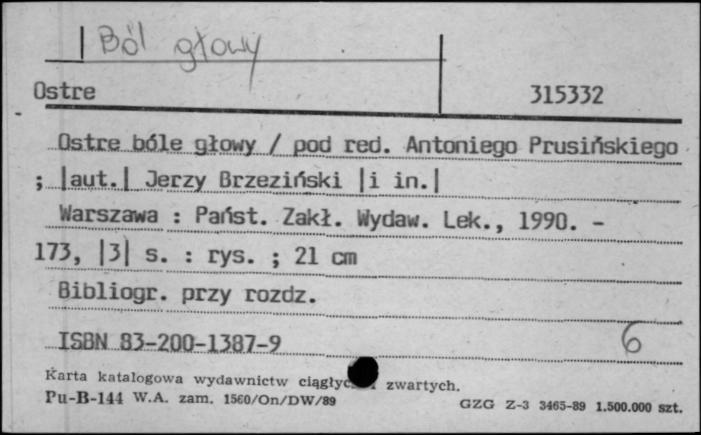 | Ból głowy
Ostre 315332
Ostre bóle głowy / pod red. Antoniego Prusińskiego
; |aut.| Jerzy Brzeziński |i in.|
Warszawa : Państ. Zakł. Wydaw. Lek., 1990. -
173, |3| s. : rys. ; 21 cm
Bibliogr. przy rozdz.
ISBN 83-200-1387-9 6
Karta katalogowa wydawnictw zwartych.
Pu-B-144 W.A. zam. 1560/On/DW/89 GZG Z-3 3465-89 1.500.000 szt.